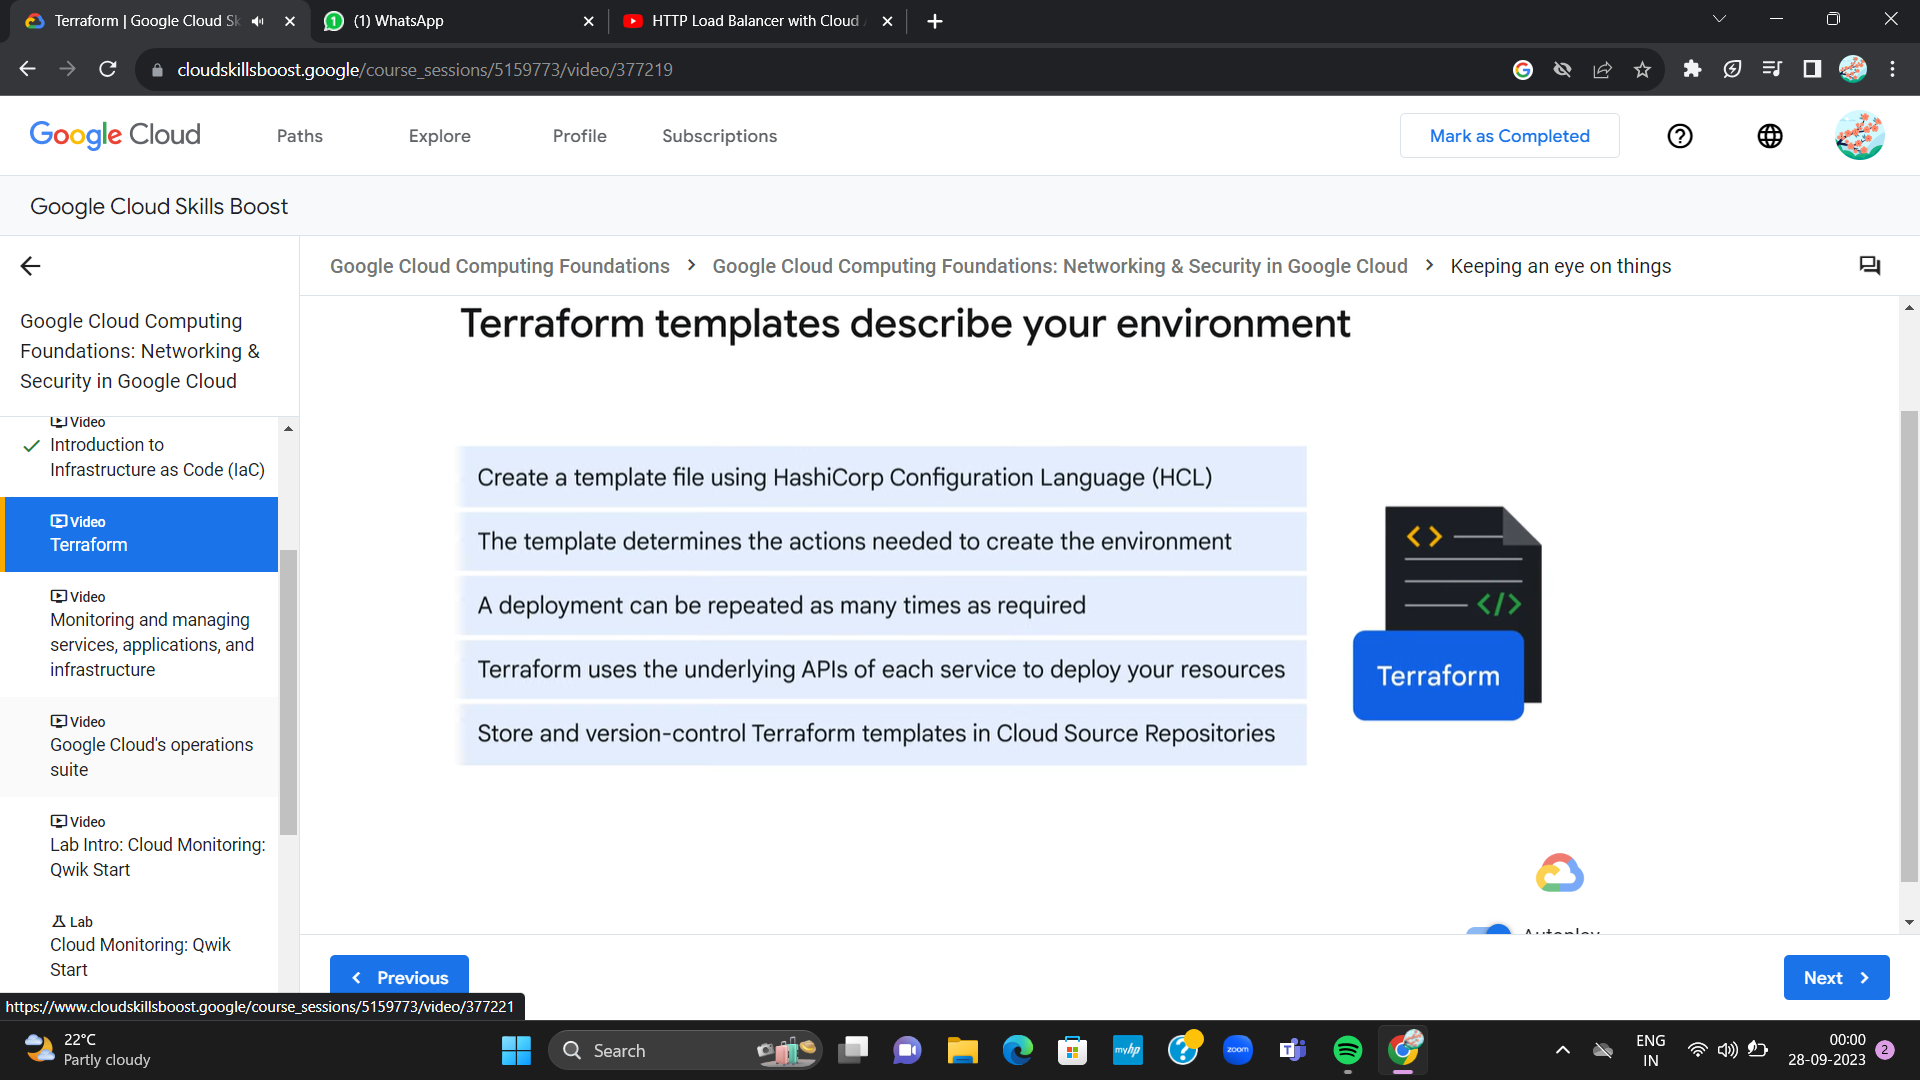 Terraform | Google Cloud Sk
(1) WhatsApp
HTTP Load Balancer with Cloud A
cloudskillsboost.google/course_sessions/5159773/video/377219
Google Cloud
Paths
Explore
Profile
Subscriptions
Mark as Completed
Google Cloud Skills Boost
Google Cloud Computing Foundations
Google Cloud Computing Foundations: Networking & Security in Google Cloud
Keeping an eye on things
Google Cloud Computing
Foundations: Networking &
Security in Google Cloud
Video
Introduction to
Infrastructure as Code (IaC)
Video
Terraform
Video
Monitoring and managing
services, applications, and
infrastructure
Video
Google Cloud's operations
suite
Video
Lab Intro: Cloud Monitoring:
Qwik Start
Lab
Cloud Monitoring: Qwik
Start
Terraform templates describe your environment
Create a template file using HashiCorp Configuration Language (HCL)
The template determines the actions needed to create the environment
A deployment can be repeated as many times as required
Terraform uses the underlying APIs of each service to deploy your resources
Store and version-control Terraform templates in Cloud Source Repositories
Terraform
Autoplay
Previous
Next
https://www.cloudskillsboost.google/course_sessions/5159773/video/377221
22°C
Partly cloudy
Search
myhp
zoom
ENG
IN
00:00
28-09-2023
2